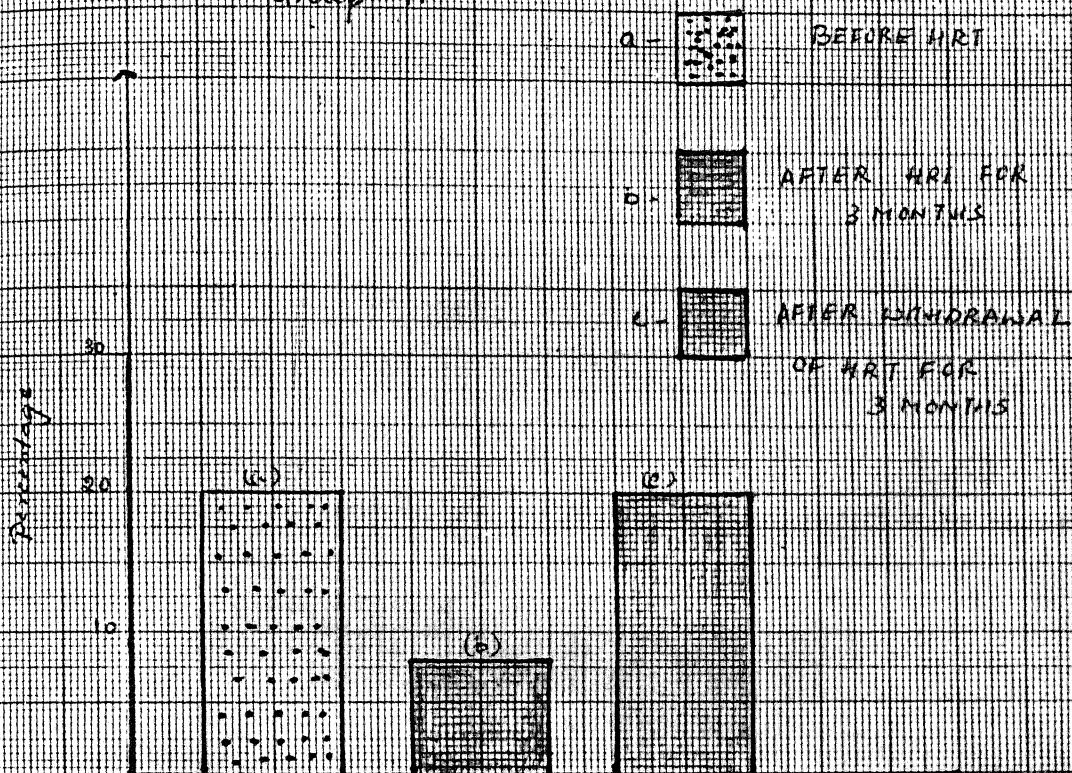 a - BEFORE HRT
b - AFTER HRT FOR
3 MONTHS
c - AFTER WITHDRAWAL
OF HRT FOR
3 MONTHS
30
Percentage
20
(a)
(c)
10
(b)